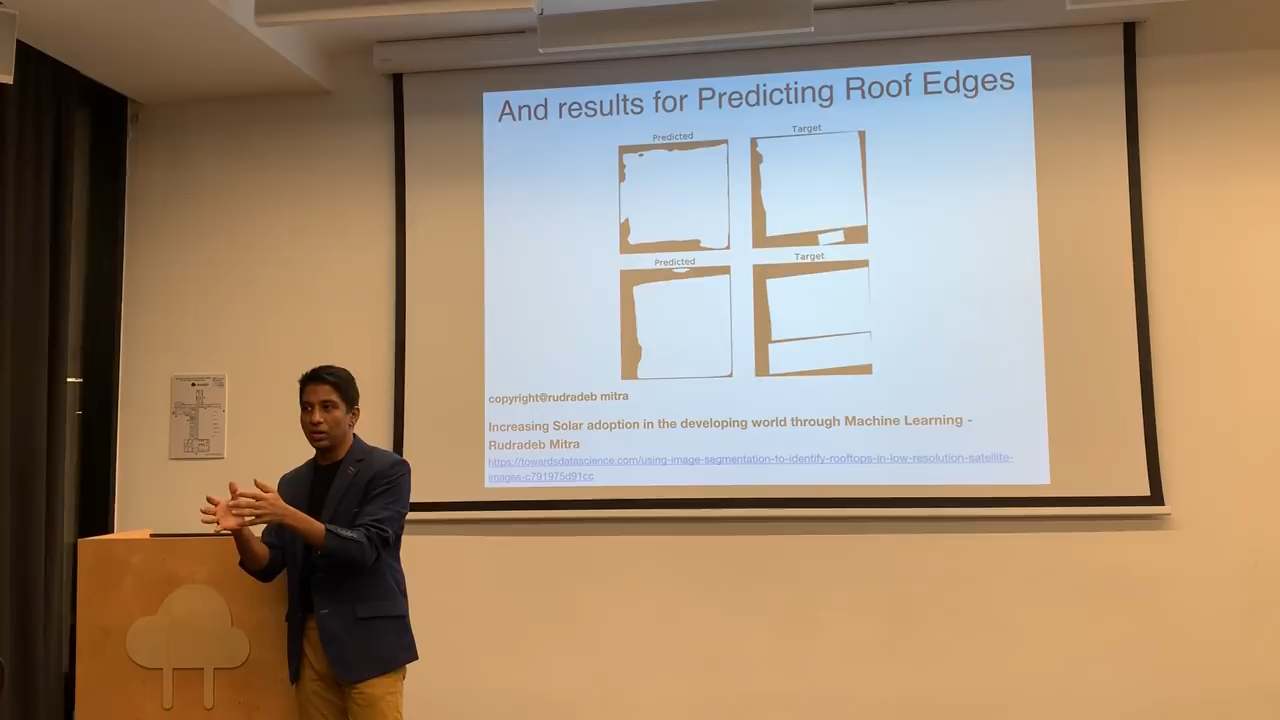 And results for Predicting Roof Edges
Predicted
Target
Predicted
Target
copyright@rudradeb mitra
Increasing Solar adoption in the developing world through Machine Learning -
Rudradeb Mitra
https://towardsdatascience.com/using-image-segmentation-to-identify-rooftops-in-low-resolution-satellite-
images-c791975d91cc